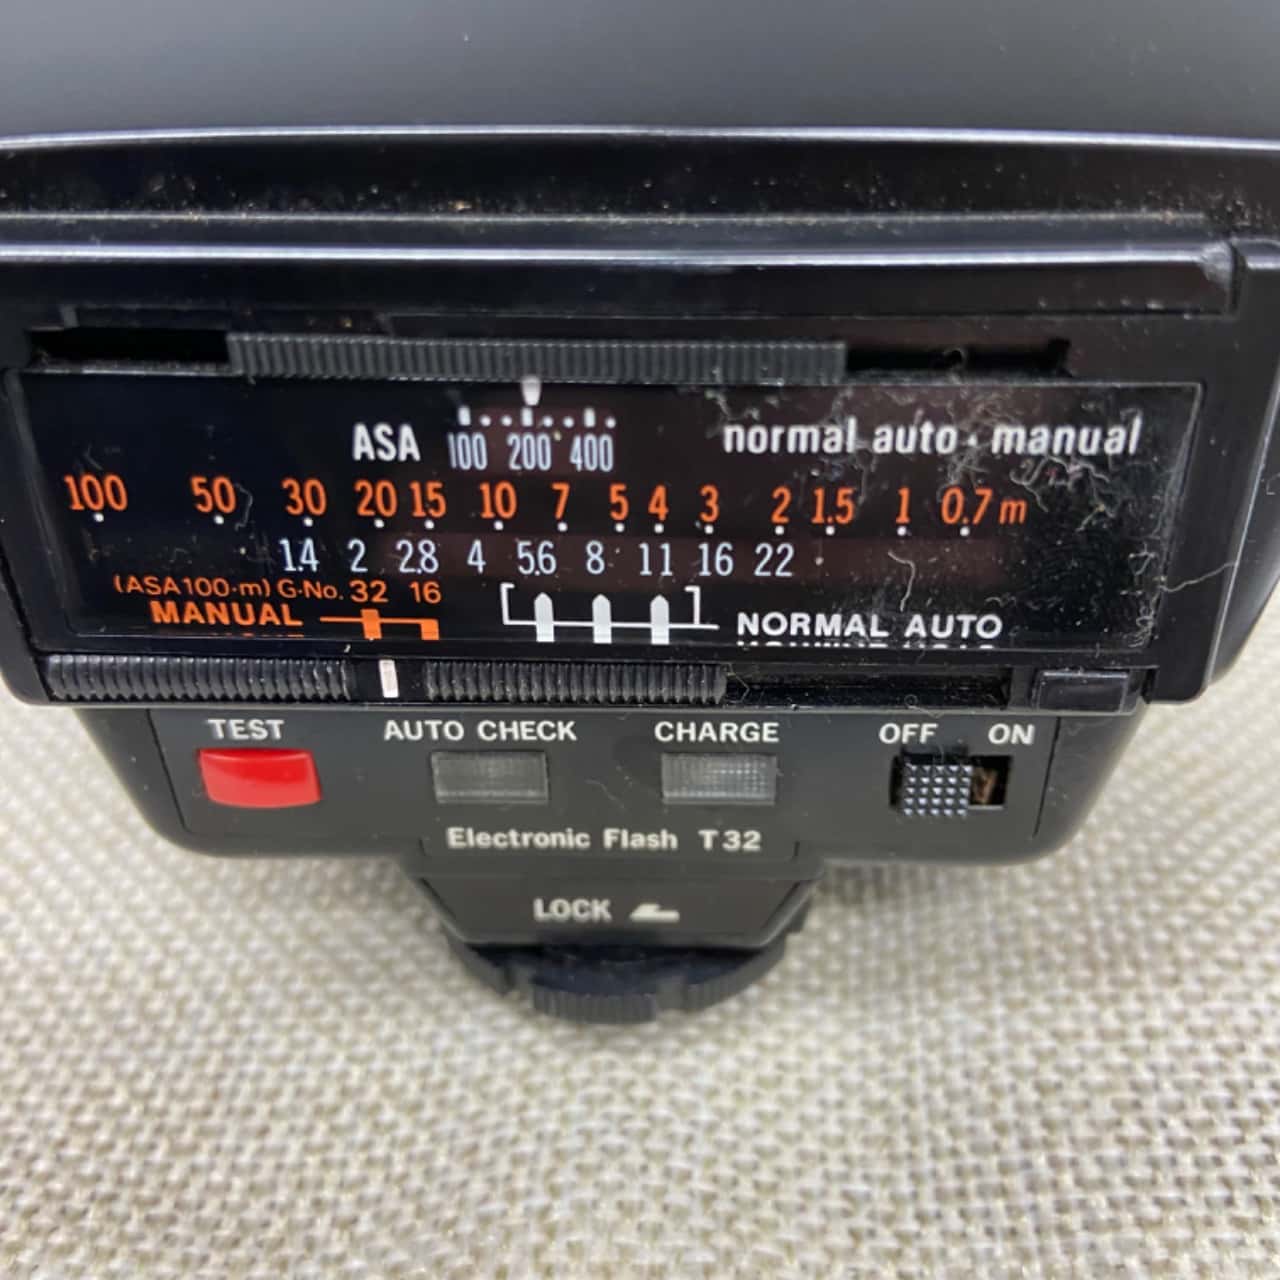 ASA 100 200 400 normal auto · manual
100 50 30 20 15 10 7 5 4 3 2 1.5 1 0.7 m
1.4 2 2.8 4 5.6 8 11 16 22
(ASA100·m) G·No. 32 16
MANUAL NORMAL AUTO
TEST AUTO CHECK CHARGE OFF ON
Electronic Flash T32
LOCK